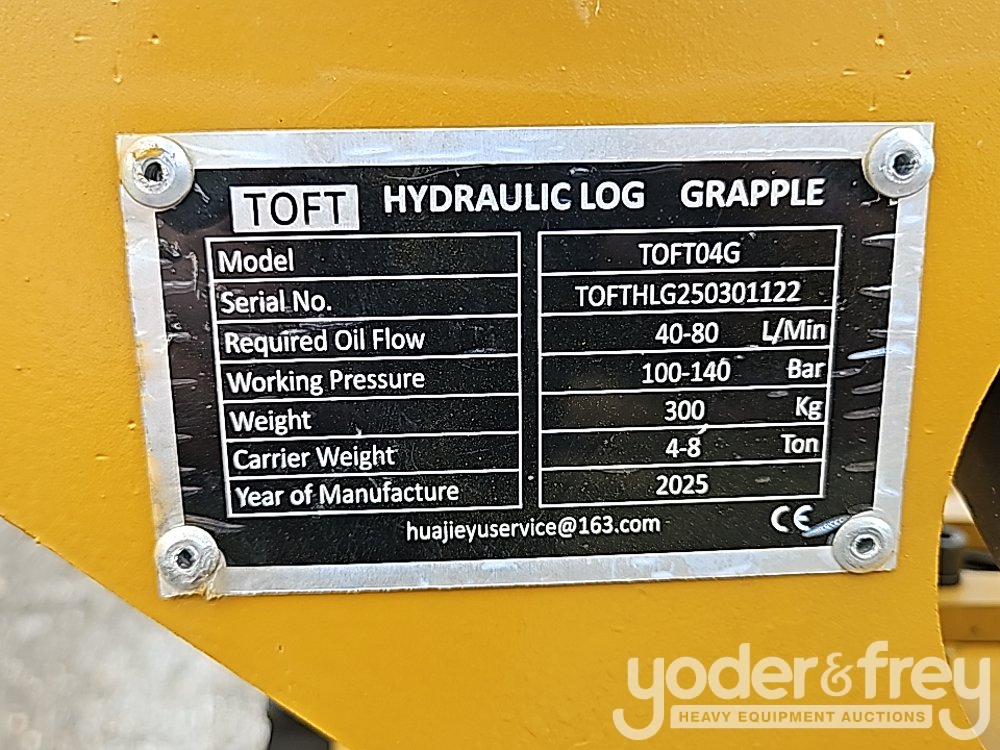 TOFT HYDRAULIC LOG GRAPPLE
Model TOFT04G
Serial No. TOFTHLG250301122
Required Oil Flow 40-80 L/Min
Working Pressure 100-140 Bar
Weight 300 Kg
Carrier Weight 4-8 Ton
Year of Manufacture 2025
huajieyuservice@163.com CE
yoder&frey
HEAVY EQUIPMENT AUCTIONS